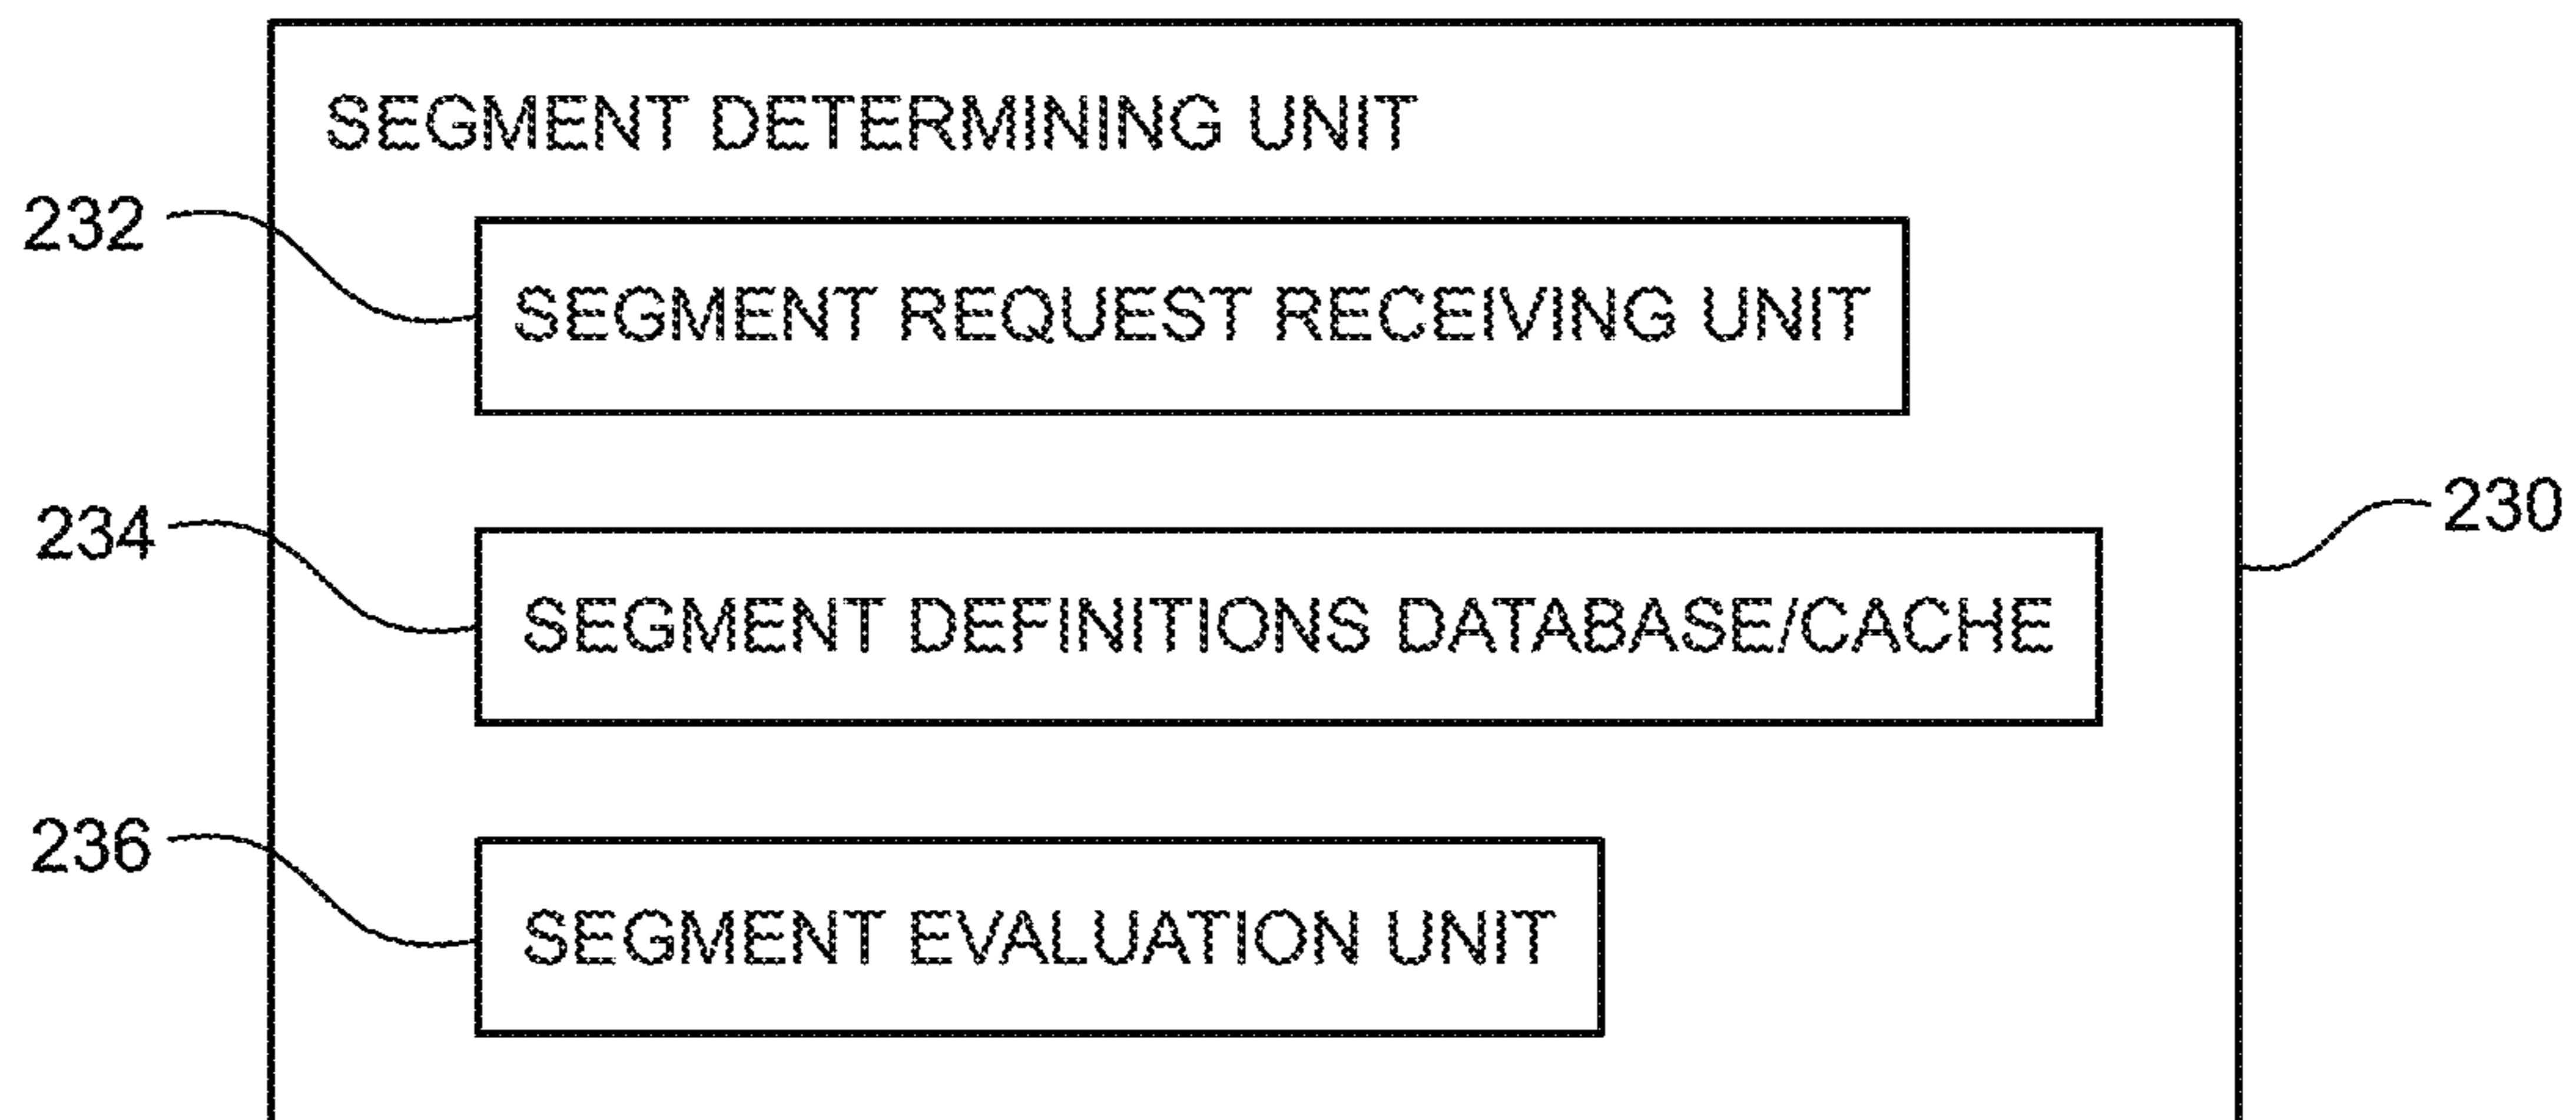 SEGMENT DETERMINING UNIT
232
SEGMENT REQUEST RECEIVING UNIT
234
SEGMENT DEFINITIONS DATABASE/CACHE
230
236
SEGMENT EVALUATION UNIT